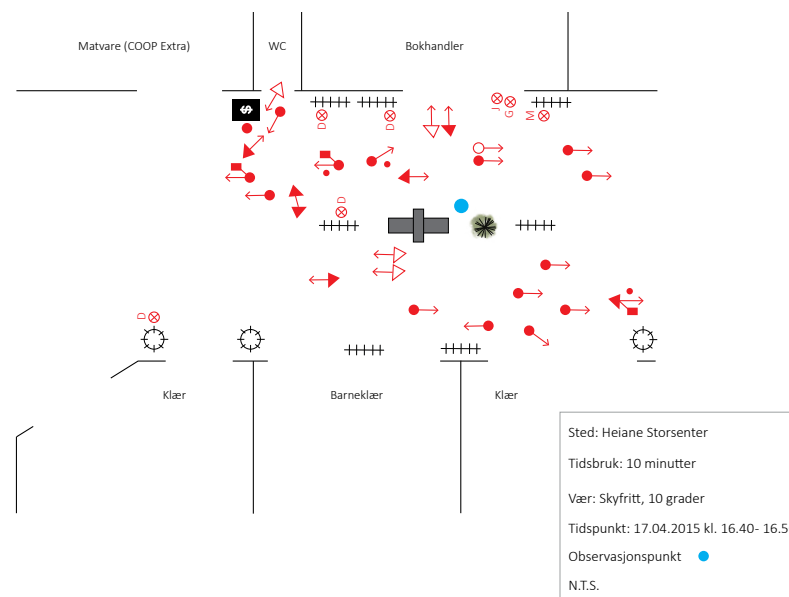 Matvare (COOP Extra)
WC
Bokhandler
$
D
D
J
G
M
D
D
Klær
Barneklær
Klær
Sted: Heiane Storsenter
Tidsbruk: 10 minutter
Vær: Skyfritt, 10 grader
Tidspunkt: 17.04.2015 kl. 16.40- 16.5
Observasjonspunkt
N.T.S.